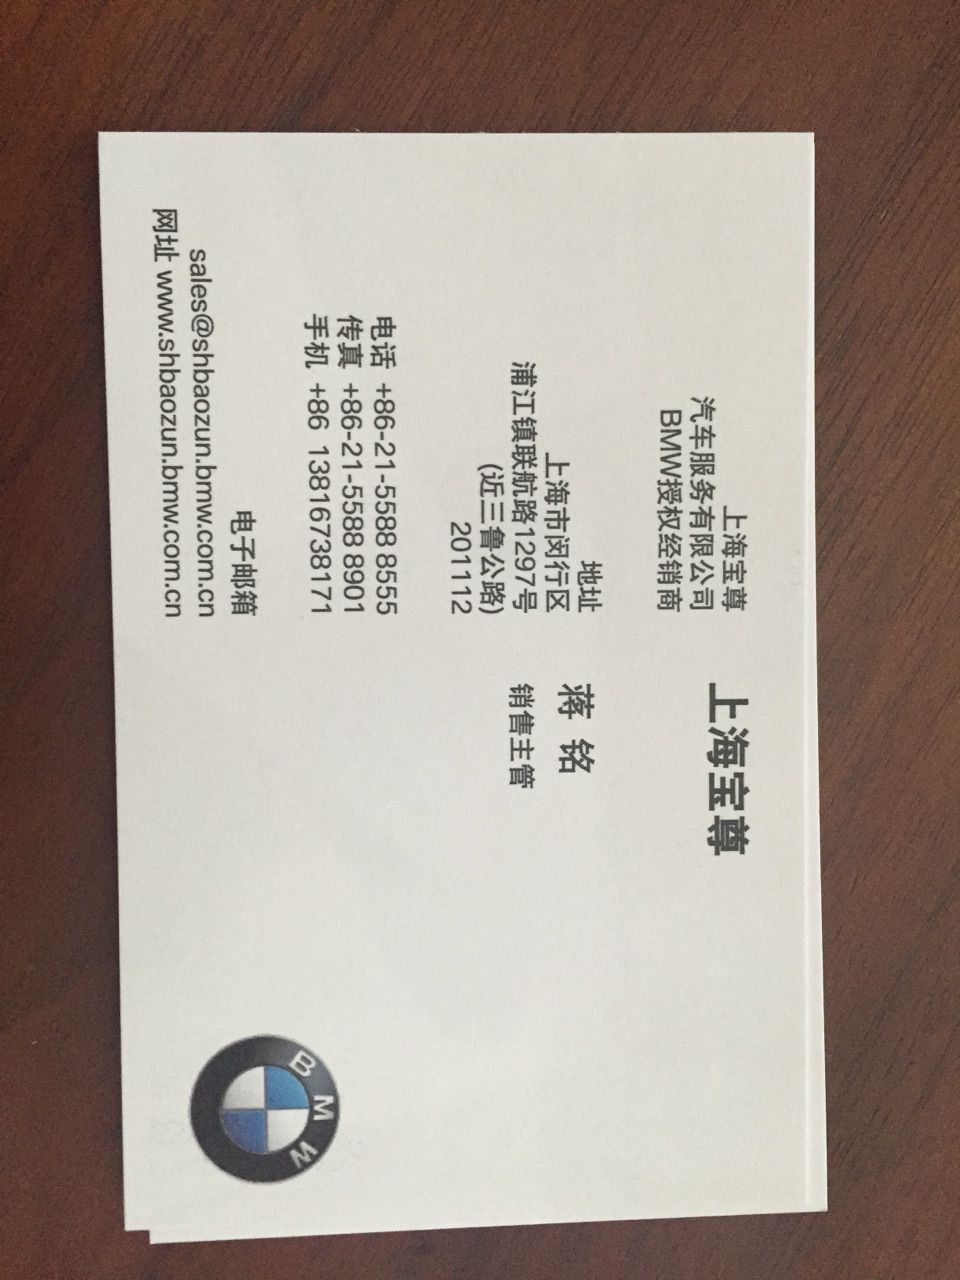 上海宝尊
汽车服务有限公司
BMW授权经销商
地址
上海市闵行区
浦江镇联航路1297号
(近三鲁公路)
201112
电话 +86-21-5588 8555
传真 +86-21-5588 8901
手机 +86 13816738171
电子邮箱
sales@shbaozun.bmw.com.cn
网址 www.shbaozun.bmw.com.cn
上海宝尊
蒋 铭
销售主管
BMW